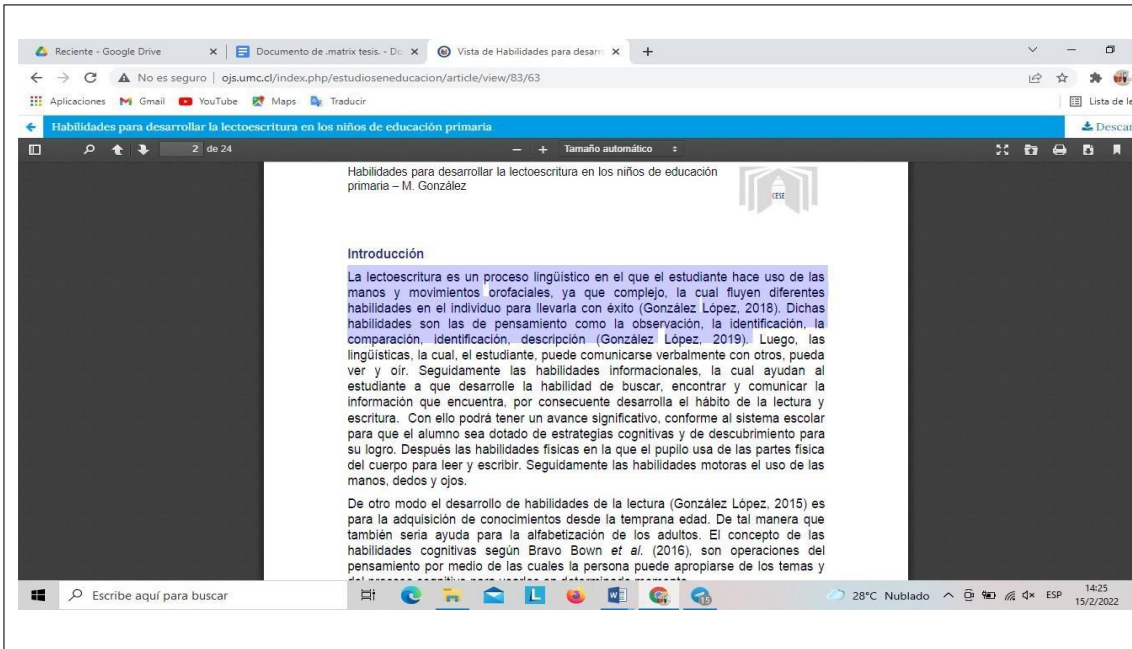 Reciente - Google Drive
Documento de .matrix tesis. - Do
Vista de Habilidades para desarr
No es seguro | ojs.umc.cl/index.php/estudioseneducacion/article/view/83/63
Aplicaciones Gmail YouTube Maps Traducir Lista de le
Habilidades para desarrollar la lectoescritura en los niños de educación primaria Descar
2 de 24 Tamaño automático
Habilidades para desarrollar la lectoescritura en los niños de educación
primaria – M. González
CESE
Introducción
La lectoescritura es un proceso lingüístico en el que el estudiante hace uso de las
manos y movimientos orofaciales, ya que complejo, la cual fluyen diferentes
habilidades en el individuo para llevarla con éxito (González López, 2018). Dichas
habilidades son las de pensamiento como la observación, la identificación, la
comparación, identificación, descripción (González López, 2019). Luego, las
lingüísticas, la cual, el estudiante, puede comunicarse verbalmente con otros, pueda
ver y oír. Seguidamente las habilidades informacionales, la cual ayudan al
estudiante a que desarrolle la habilidad de buscar, encontrar y comunicar la
información que encuentra, por consecuente desarrolla el hábito de la lectura y
escritura. Con ello podrá tener un avance significativo, conforme al sistema escolar
para que el alumno sea dotado de estrategias cognitivas y de descubrimiento para
su logro. Después las habilidades físicas en la que el pupilo usa de las partes física
del cuerpo para leer y escribir. Seguidamente las habilidades motoras el uso de las
manos, dedos y ojos.
De otro modo el desarrollo de habilidades de la lectura (González López, 2015) es
para la adquisición de conocimientos desde la temprana edad. De tal manera que
también seria ayuda para la alfabetización de los adultos. El concepto de las
habilidades cognitivas según Bravo Bown et al. (2016), son operaciones del
pensamiento por medio de las cuales la persona puede apropiarse de los temas y
Escribe aquí para buscar
28°C Nublado ESP 14:25
15/2/2022